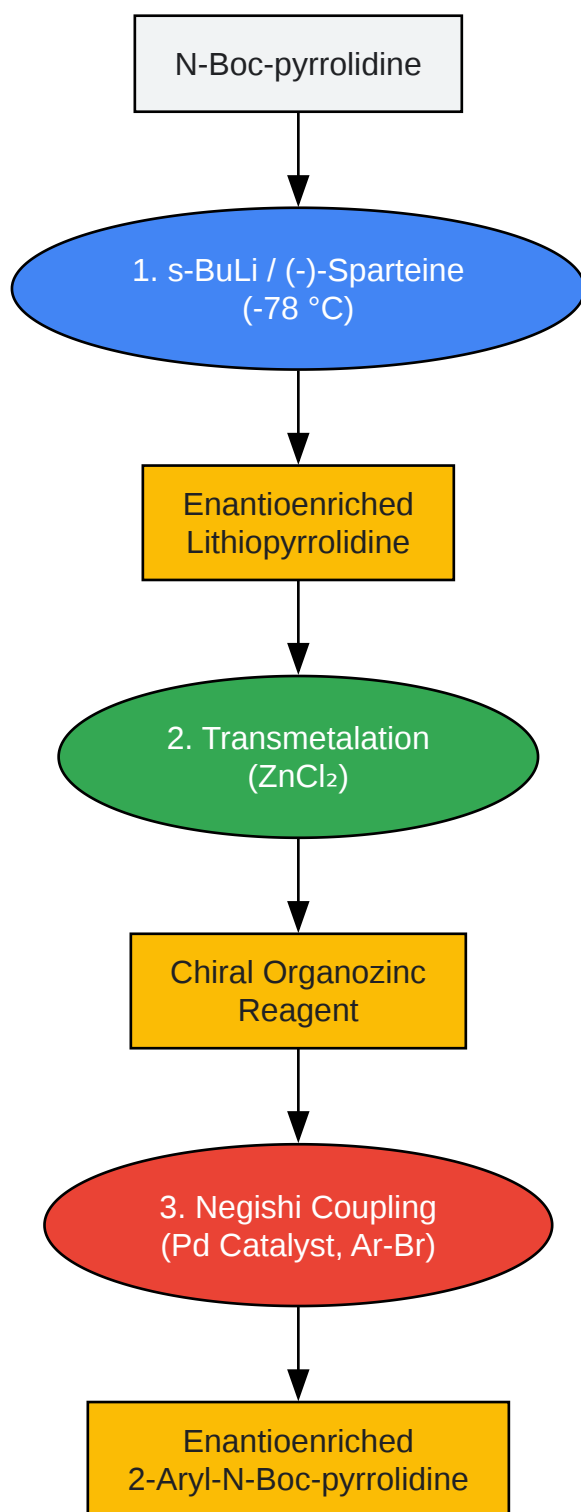 N-Boc-pyrrolidine
1. s-BuLi / (-)-Sparteine
(-78 °C)
Enantioenriched
Lithiopyrrolidine
2. Transmetalation
(ZnCl₂)
Chiral Organozinc
Reagent
3. Negishi Coupling
(Pd Catalyst, Ar-Br)
Enantioenriched
2-Aryl-N-Boc-pyrrolidine